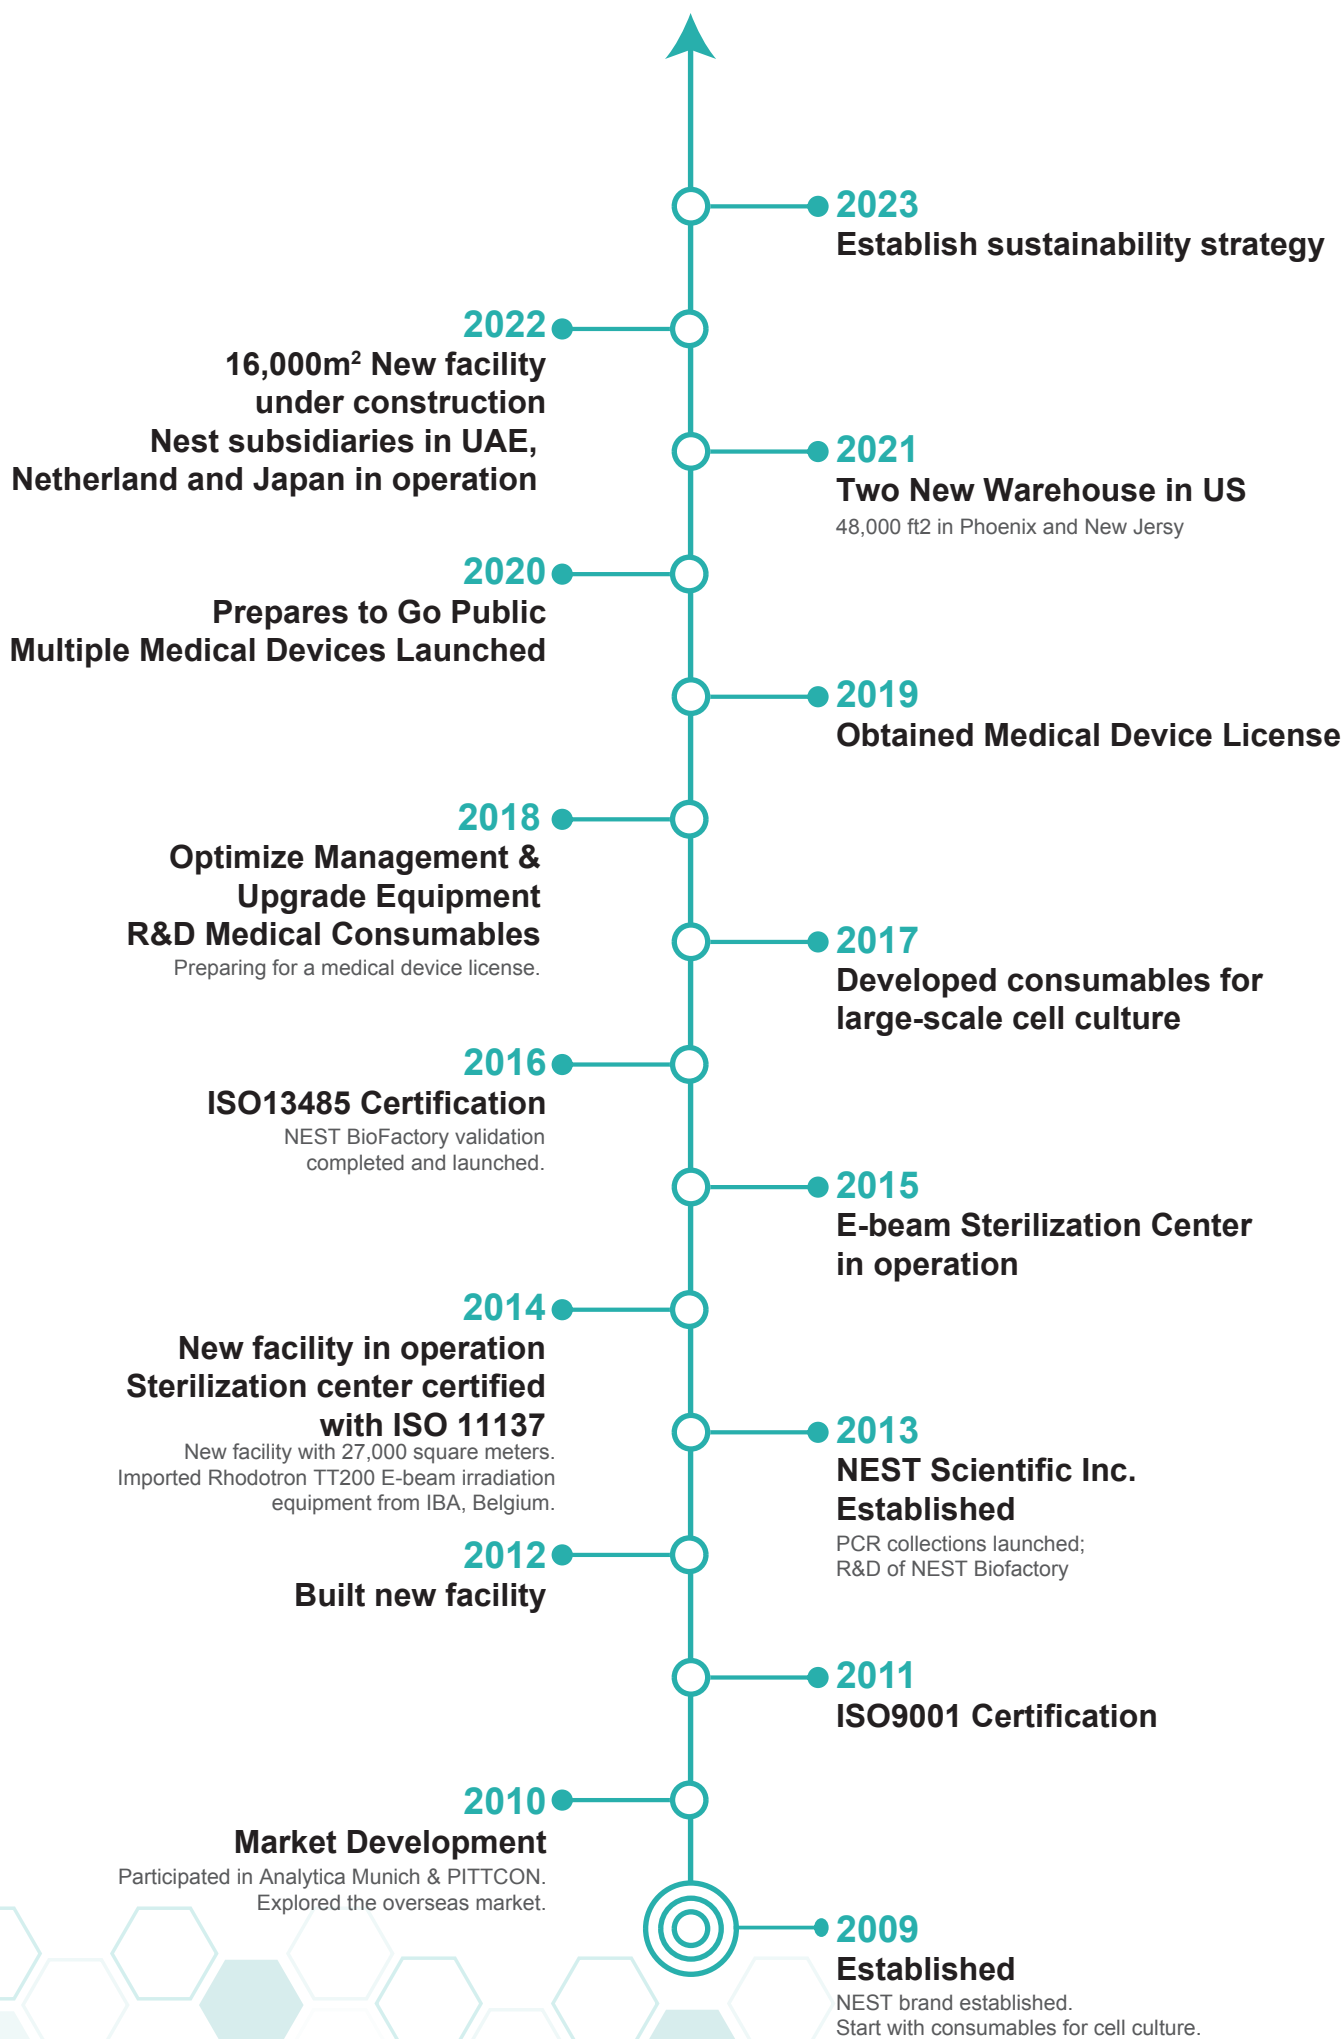 2023
Establish sustainability strategy
2022
16,000m² New facility
under construction
Nest subsidiaries in UAE,
Netherland and Japan in operation
2021
Two New Warehouse in US
48,000 ft2 in Phoenix and New Jersy
2020
Prepares to Go Public
Multiple Medical Devices Launched
2019
Obtained Medical Device License
2018
Optimize Management &
Upgrade Equipment
R&D Medical Consumables
Preparing for a medical device license.
2017
Developed consumables for
large-scale cell culture
2016
ISO13485 Certification
NEST BioFactory validation
completed and launched.
2015
E-beam Sterilization Center
in operation
2014
New facility in operation
Sterilization center certified
with ISO 11137
New facility with 27,000 square meters.
Imported Rhodotron TT200 E-beam irradiation
equipment from IBA, Belgium.
2013
NEST Scientific Inc.
Established
PCR collections launched;
R&D of NEST Biofactory
2012
Built new facility
2011
ISO9001 Certification
2010
Market Development
Participated in Analytica Munich & PITTCON.
Explored the overseas market.
2009
Established
NEST brand established.
Start with consumables for cell culture.